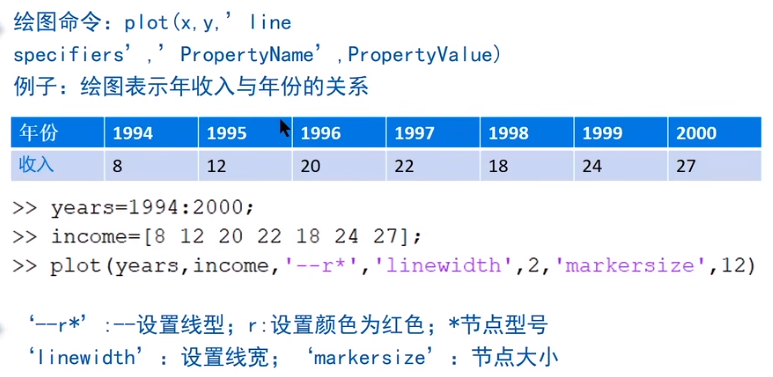 绘图命令：plot(x,y,’line
specifiers’,’PropertyName’,PropertyValue)
例子：绘图表示年收入与年份的关系
年份 1994 1995 1996 1997 1998 1999 2000
收入 8 12 20 22 18 24 27
>> years=1994:2000;
>> income=[8 12 20 22 18 24 27];
>> plot(years,income,'--r*','linewidth',2,'markersize',12)
‘--r*’:--设置线型；r:设置颜色为红色；*节点型号
‘linewidth’：设置线宽；‘markersize’：节点大小